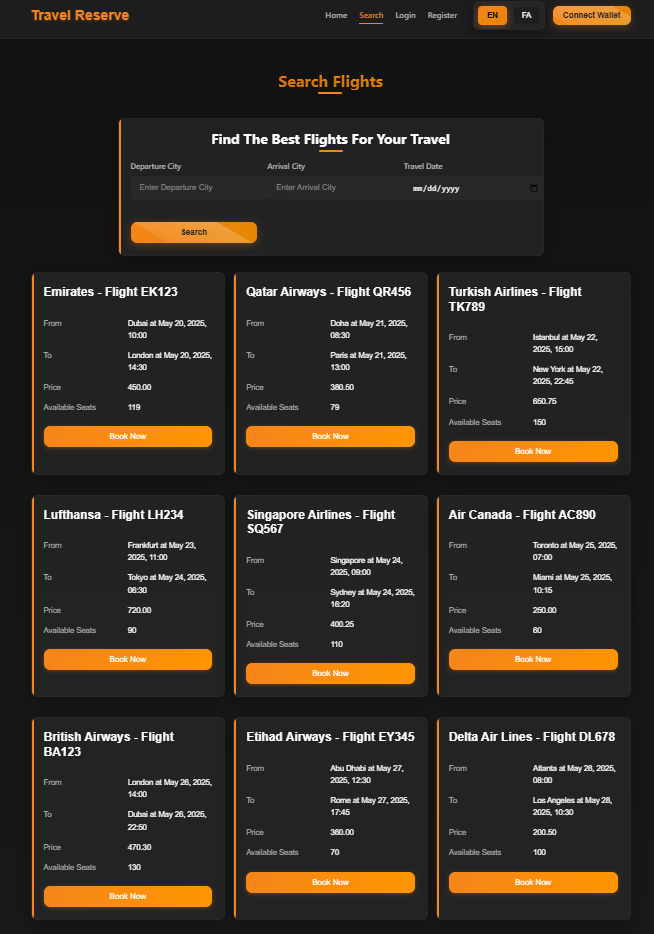 Travel Reserve
Home Search Login Register EN FA Connect Wallet
Search Flights
Find The Best Flights For Your Travel
Departure City Arrival City Travel Date
Enter Departure City Enter Arrival City mm/dd/yyyy
Search
Emirates - Flight EK123
From Dubai at May 20, 2025,
10:00
To London at May 20, 2025,
14:30
Price 450.00
Available Seats 119
Book Now
Qatar Airways - Flight QR456
From Doha at May 21, 2025,
08:30
To Paris at May 21, 2025,
13:00
Price 380.50
Available Seats 79
Book Now
Turkish Airlines - Flight
TK789
From Istanbul at May 22,
2025, 15:00
To New York at May 22,
2025, 22:45
Price 650.75
Available Seats 150
Book Now
Lufthansa - Flight LH234
From Frankfurt at May 23,
2025, 11:00
To Tokyo at May 24, 2025,
06:30
Price 720.00
Available Seats 90
Book Now
Singapore Airlines - Flight
SQ567
From Singapore at May 24,
2025, 09:00
To Sydney at May 24, 2025,
16:20
Price 400.25
Available Seats 110
Book Now
Air Canada - Flight AC890
From Toronto at May 25, 2025,
07:00
To Miami at May 25, 2025,
10:15
Price 250.00
Available Seats 60
Book Now
British Airways - Flight
BA123
From London at May 26, 2025,
14:00
To Dubai at May 26, 2025,
22:50
Price 470.30
Available Seats 130
Book Now
Etihad Airways - Flight EY345
From Abu Dhabi at May 27,
2025, 12:30
To Rome at May 27, 2025,
17:45
Price 360.00
Available Seats 70
Book Now
Delta Air Lines - Flight DL678
From Atlanta at May 28, 2025,
08:00
To Los Angeles at May 28,
2025, 10:30
Price 200.50
Available Seats 100
Book Now